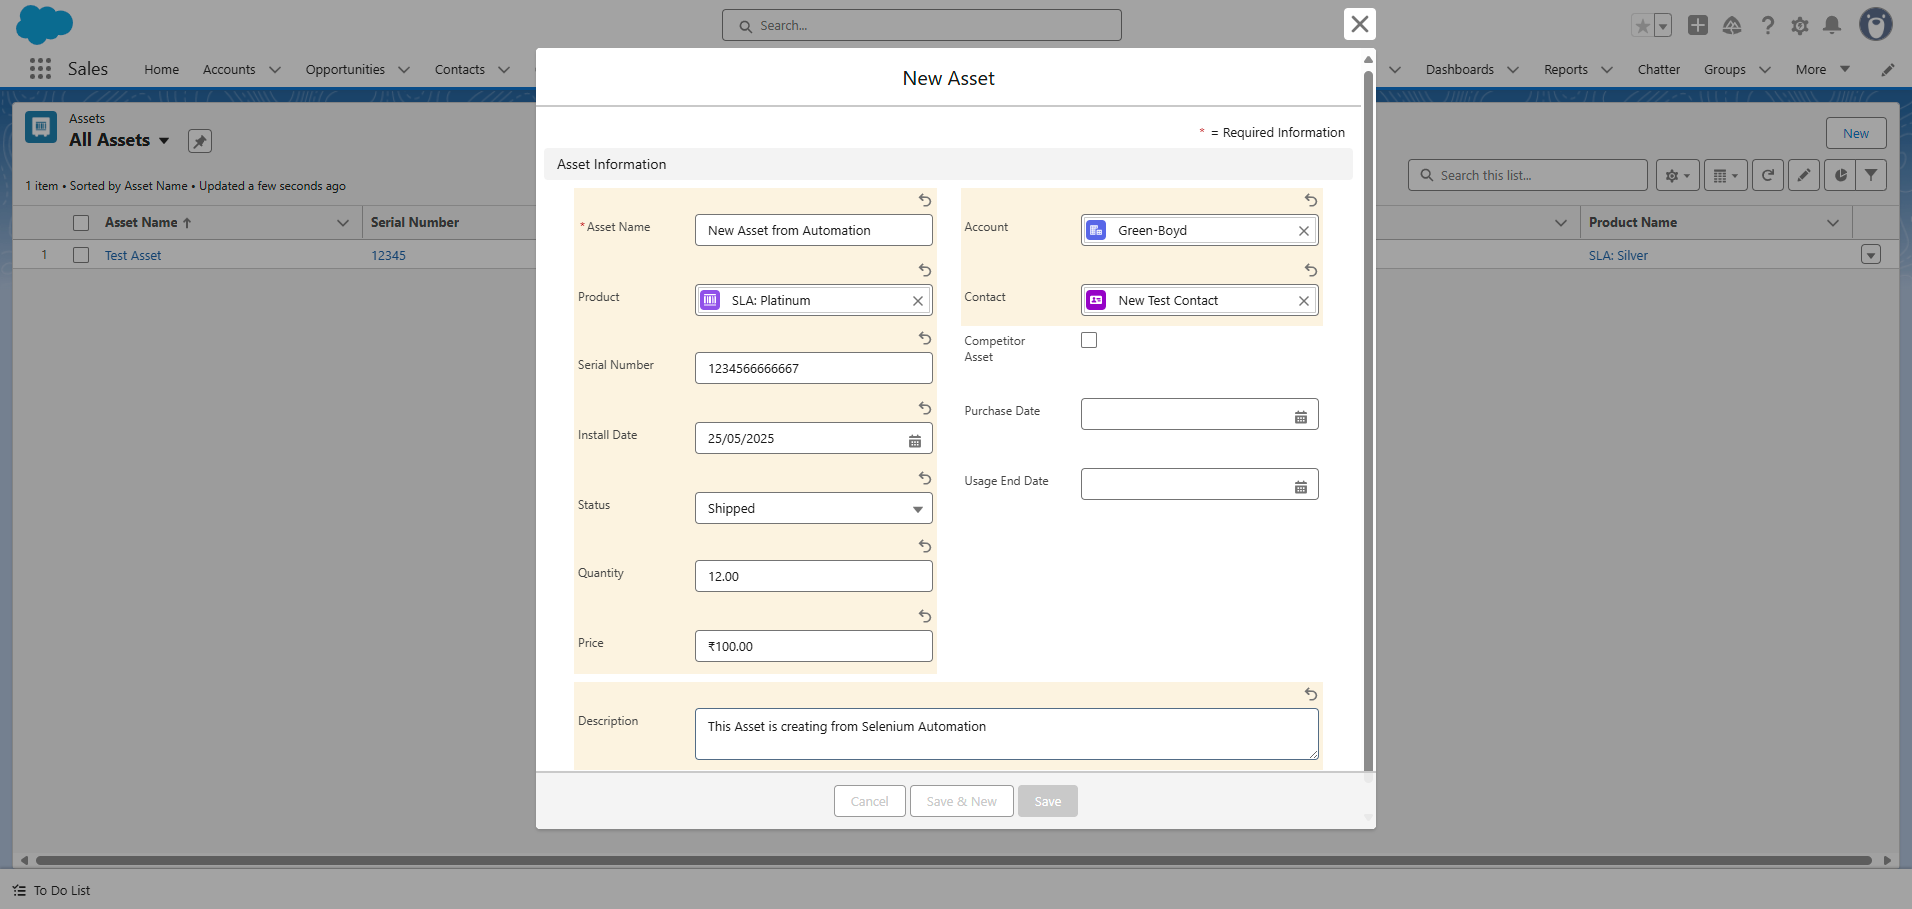 Search...
Sales
Home
Accounts
Opportunities
Contacts
Dashboards
Reports
Chatter
Groups
More
Assets
All Assets
New
1 item • Sorted by Asset Name • Updated a few seconds ago
Search this list...
Asset Name
Serial Number
Product Name
1
Test Asset
12345
SLA: Silver
New Asset
* = Required Information
Asset Information
*Asset Name
New Asset from Automation
Account
Green-Boyd
Product
SLA: Platinum
Contact
New Test Contact
Serial Number
1234566666667
Competitor
Asset
Install Date
25/05/2025
Purchase Date
Status
Shipped
Usage End Date
Quantity
12.00
Price
₹100.00
Description
This Asset is creating from Selenium Automation
Cancel
Save & New
Save
To Do List